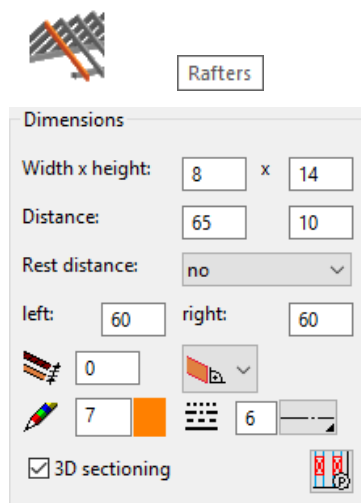 Rafters
Dimensions
Width x height: 8 x 14
Distance: 65 10
Rest distance: no
left: 60 right: 60
0
7 6
3D sectioning
P